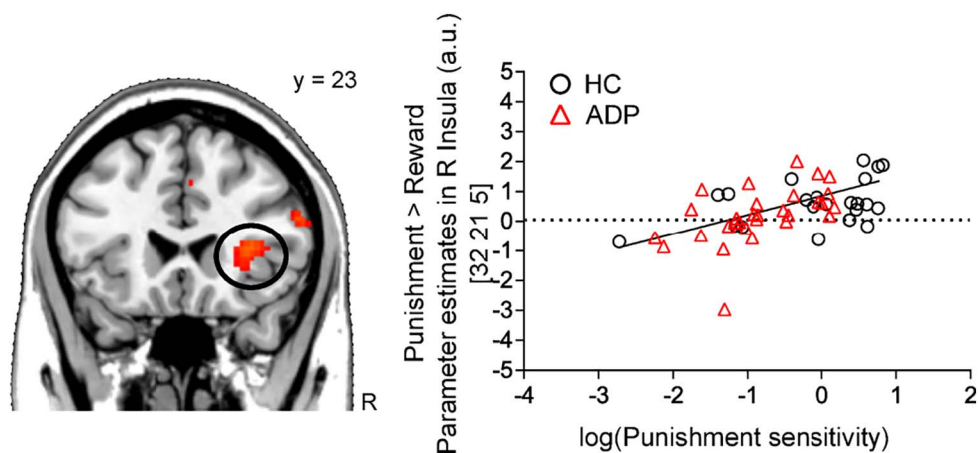 y = 23
R
Punishment > Reward
Parameter estimates in R Insula (a.u.)
[32 21 5]
5
4
3
2
1
0
-1
-2
-3
-4
-5
HC
ADP
-4
-3
-2
-1
0
1
2
log(Punishment sensitivity)